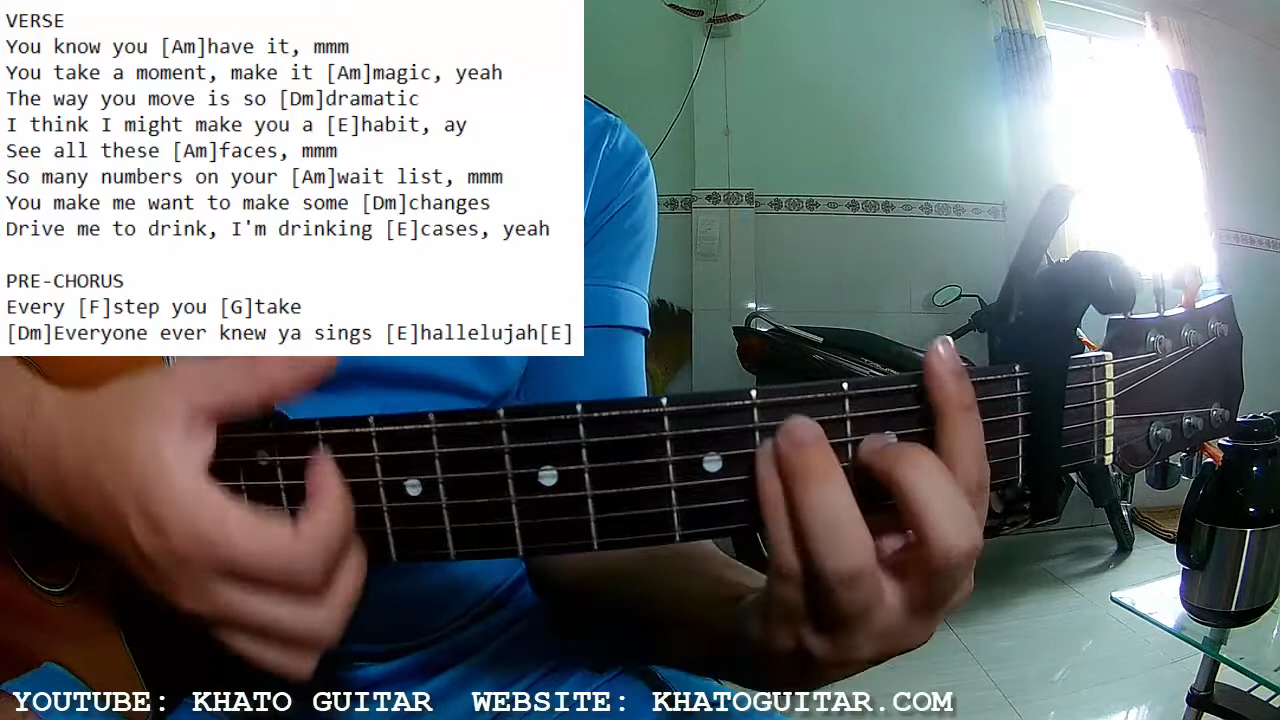 VERSE
You know you [Am]have it, mmm
You take a moment, make it [Am]magic, yeah
The way you move is so [Dm]dramatic
I think I might make you a [E]habit, ay
See all these [Am]faces, mmm
So many numbers on your [Am]wait list, mmm
You make me want to make some [Dm]changes
Drive me to drink, I'm drinking [E]cases, yeah
PRE-CHORUS
Every [F]step you [G]take
[Dm]Everyone ever knew ya sings [E]hallelujah[E]
YOUTUBE: KHATO GUITAR WEBSITE: KHATOGUITAR.COM